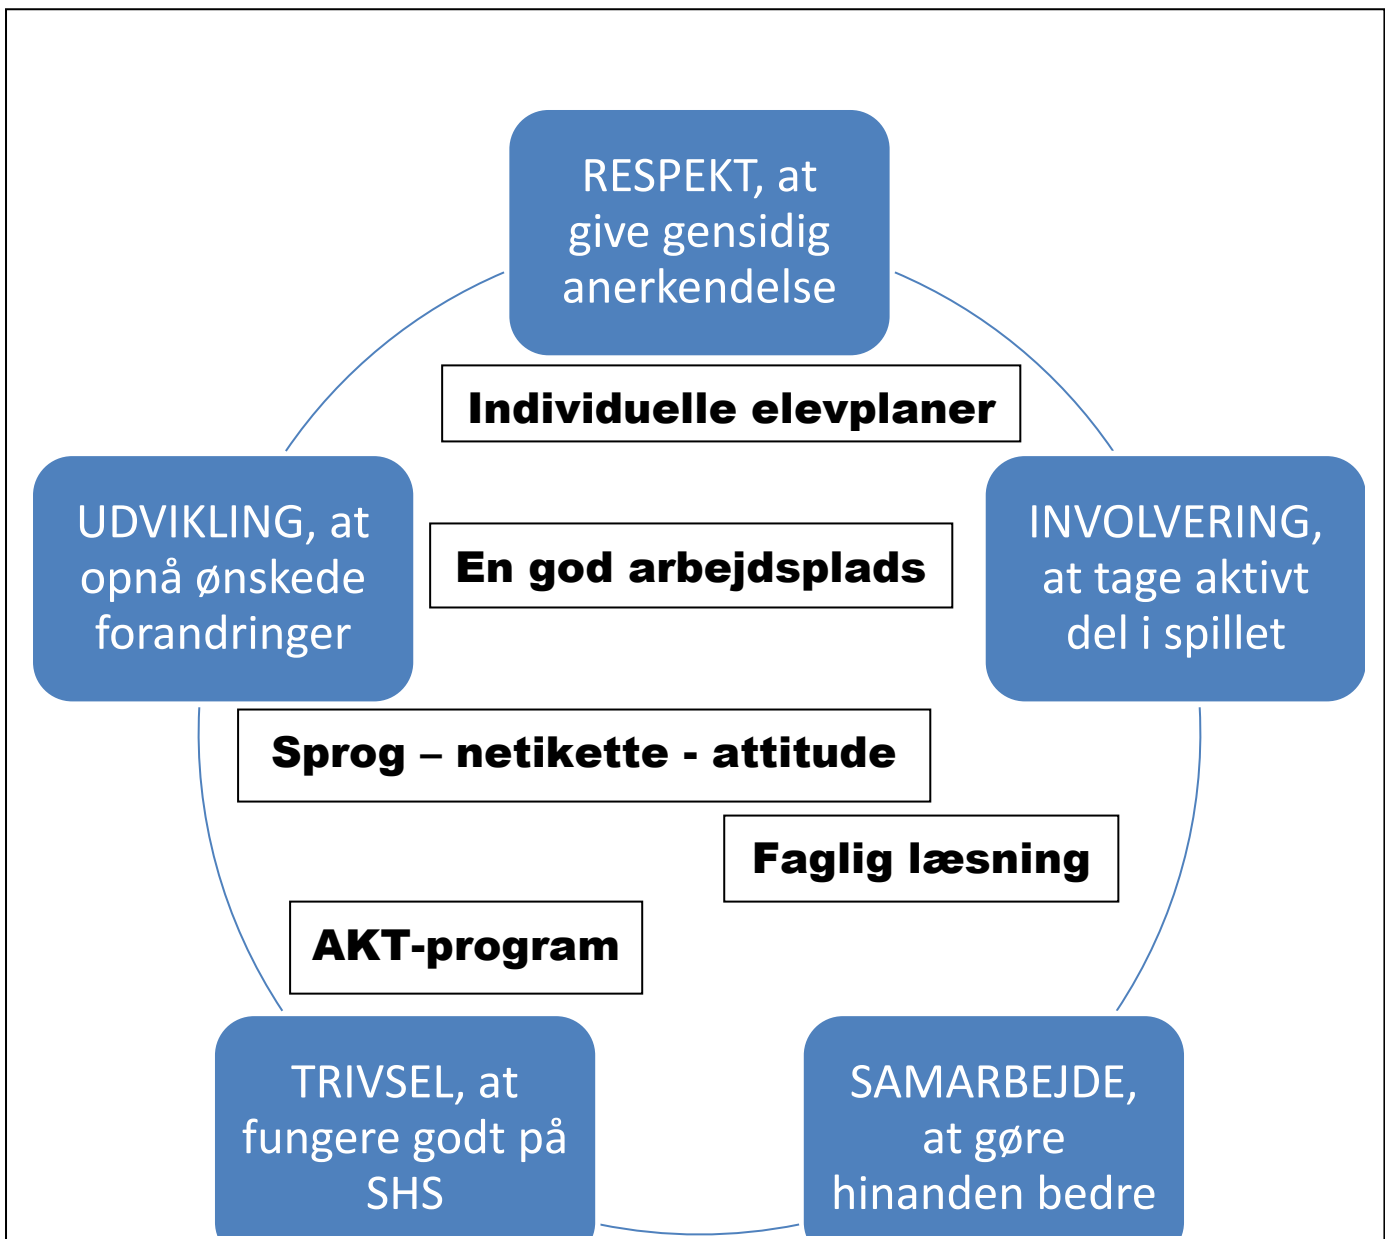 RESPEKT, at
give gensidig
anerkendelse
Individuelle elevplaner
UDVIKLING, at
opnå ønskede
forandringer
En god arbejdsplads
INVOLVERING,
at tage aktivt
del i spillet
Sprog – netikette - attitude
Faglig læsning
AKT-program
TRIVSEL, at
fungere godt på
SHS
SAMARBEJDE,
at gøre
hinanden bedre